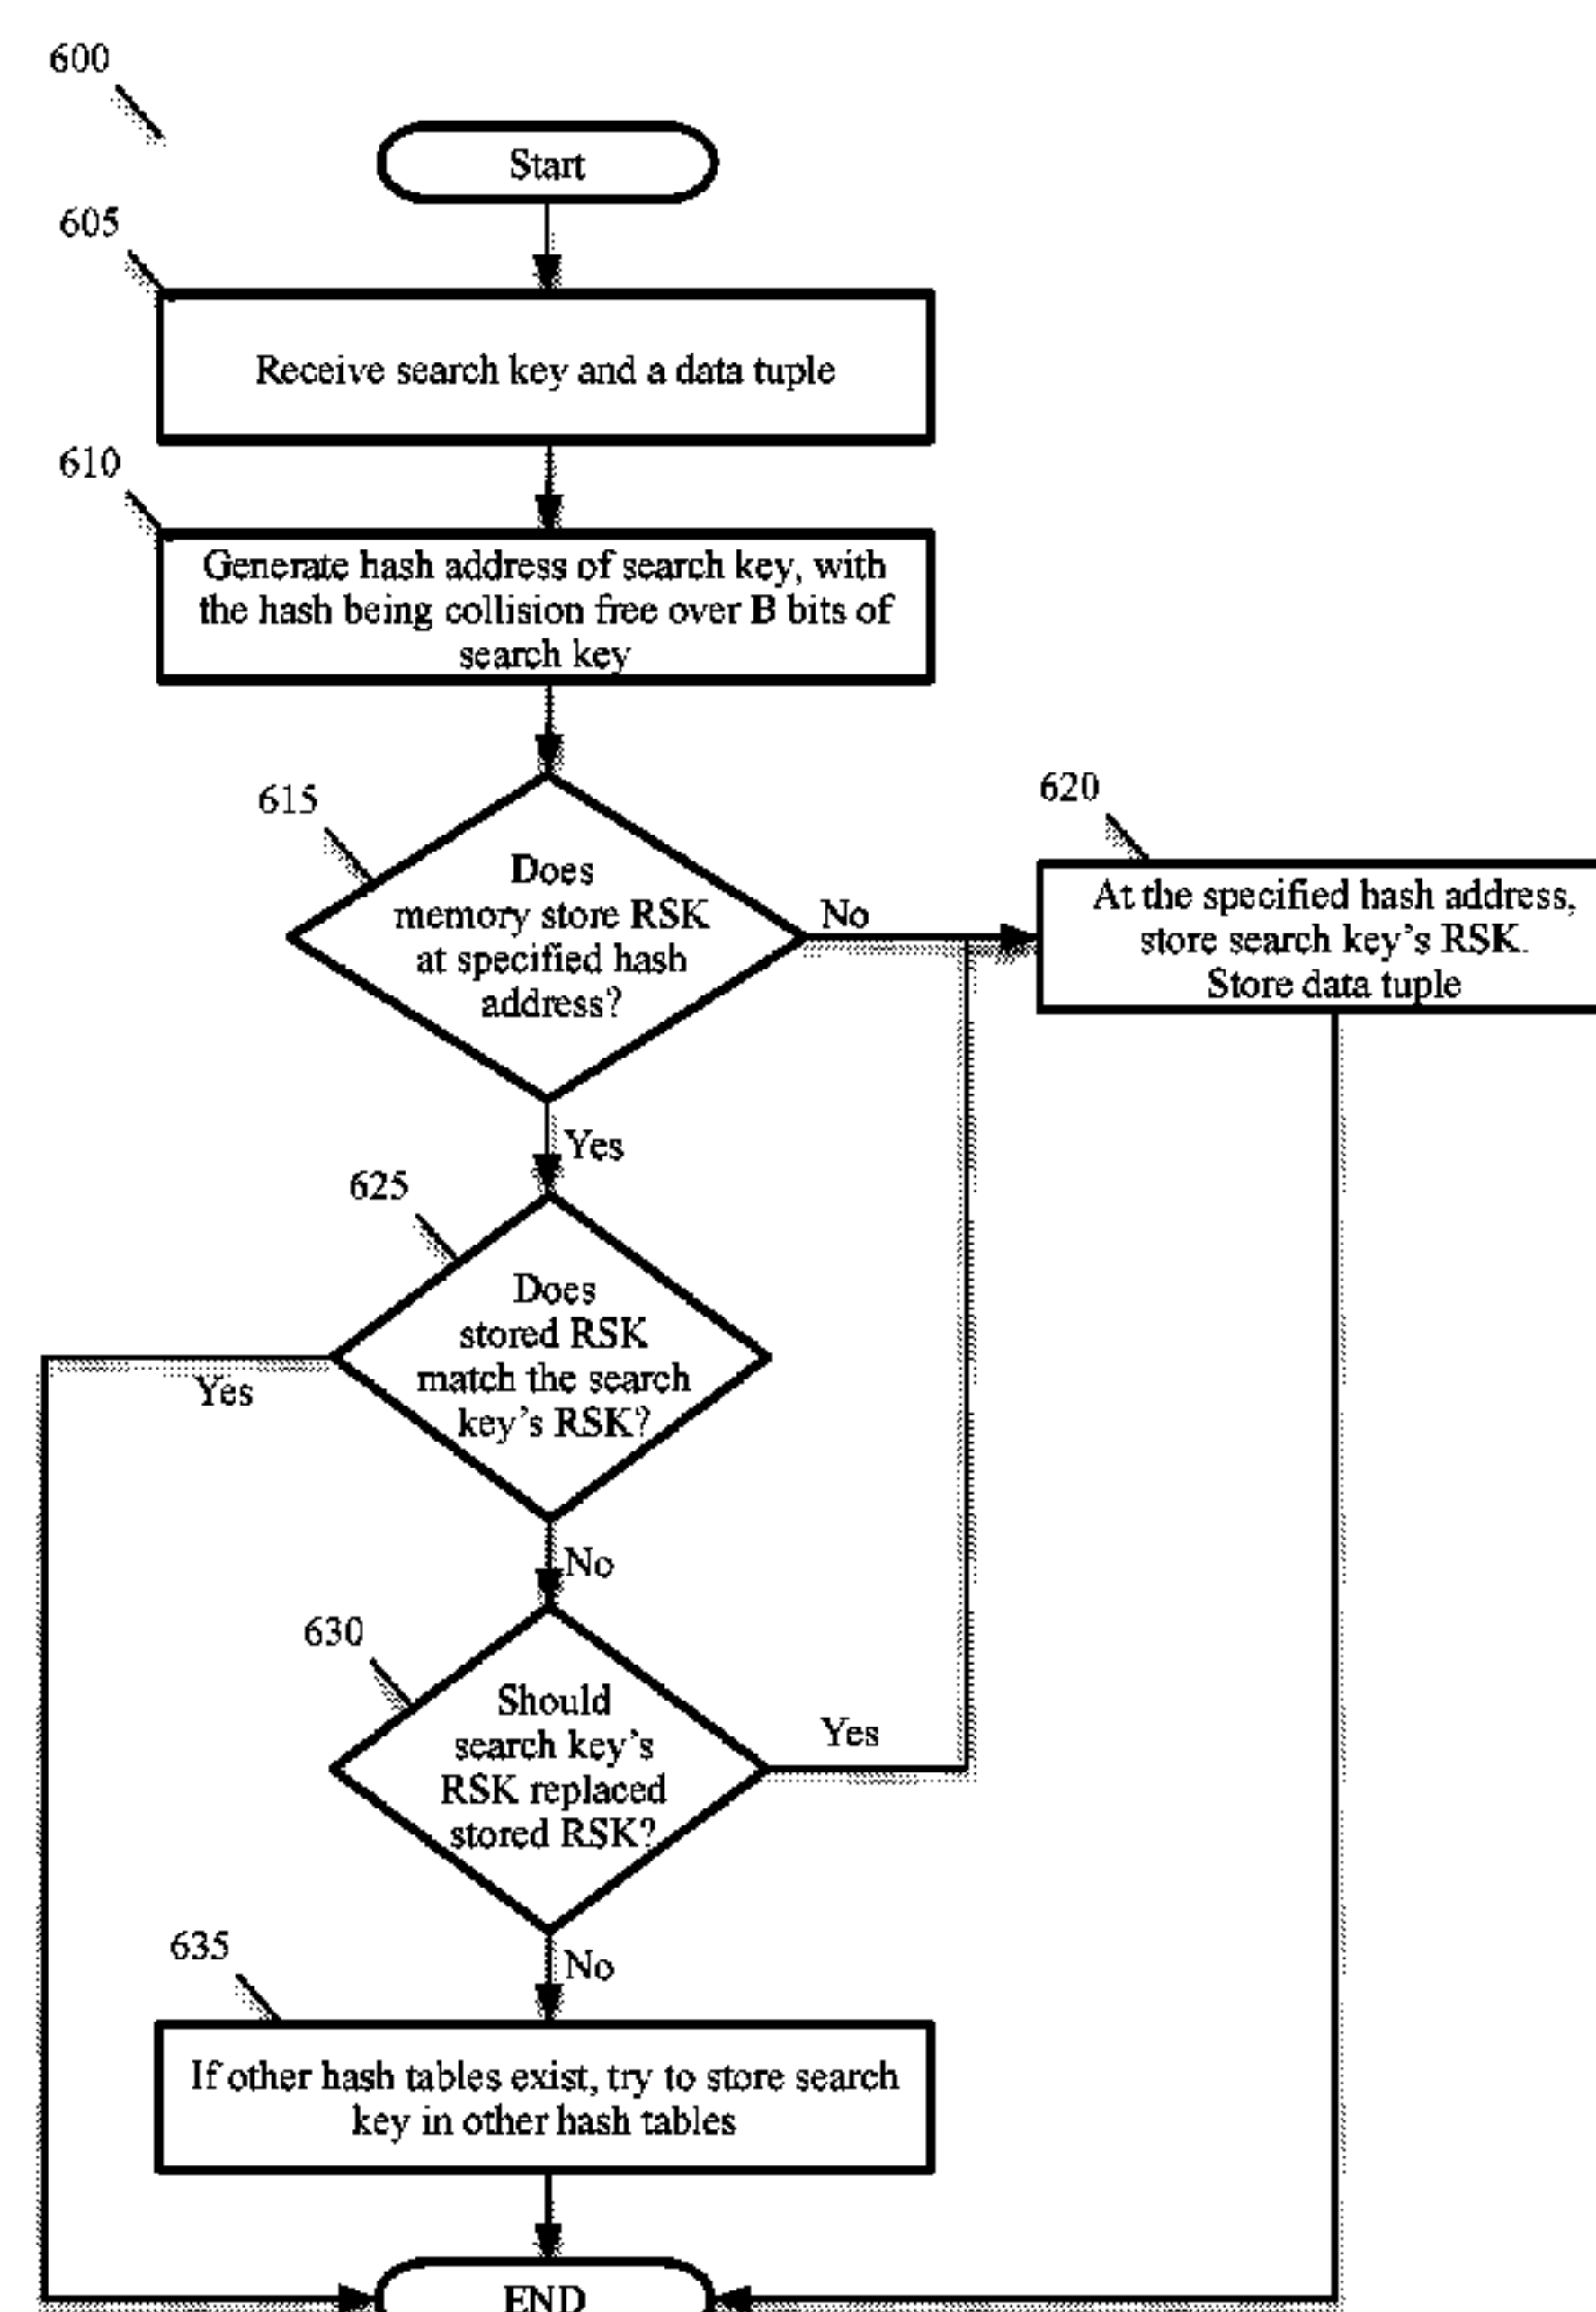 600
Start
605
Receive search key and a data tuple
610
Generate hash address of search key, with
the hash being collision free over B bits of
search key
615
Does
memory store RSK
at specified hash
address?
No
620
At the specified hash address,
store search key's RSK.
Store data tuple
Yes
625
Does
stored RSK
match the search
key's RSK?
Yes
No
630
Should
search key's
RSK replaced
stored RSK?
Yes
No
635
If other hash tables exist, try to store search
key in other hash tables
END